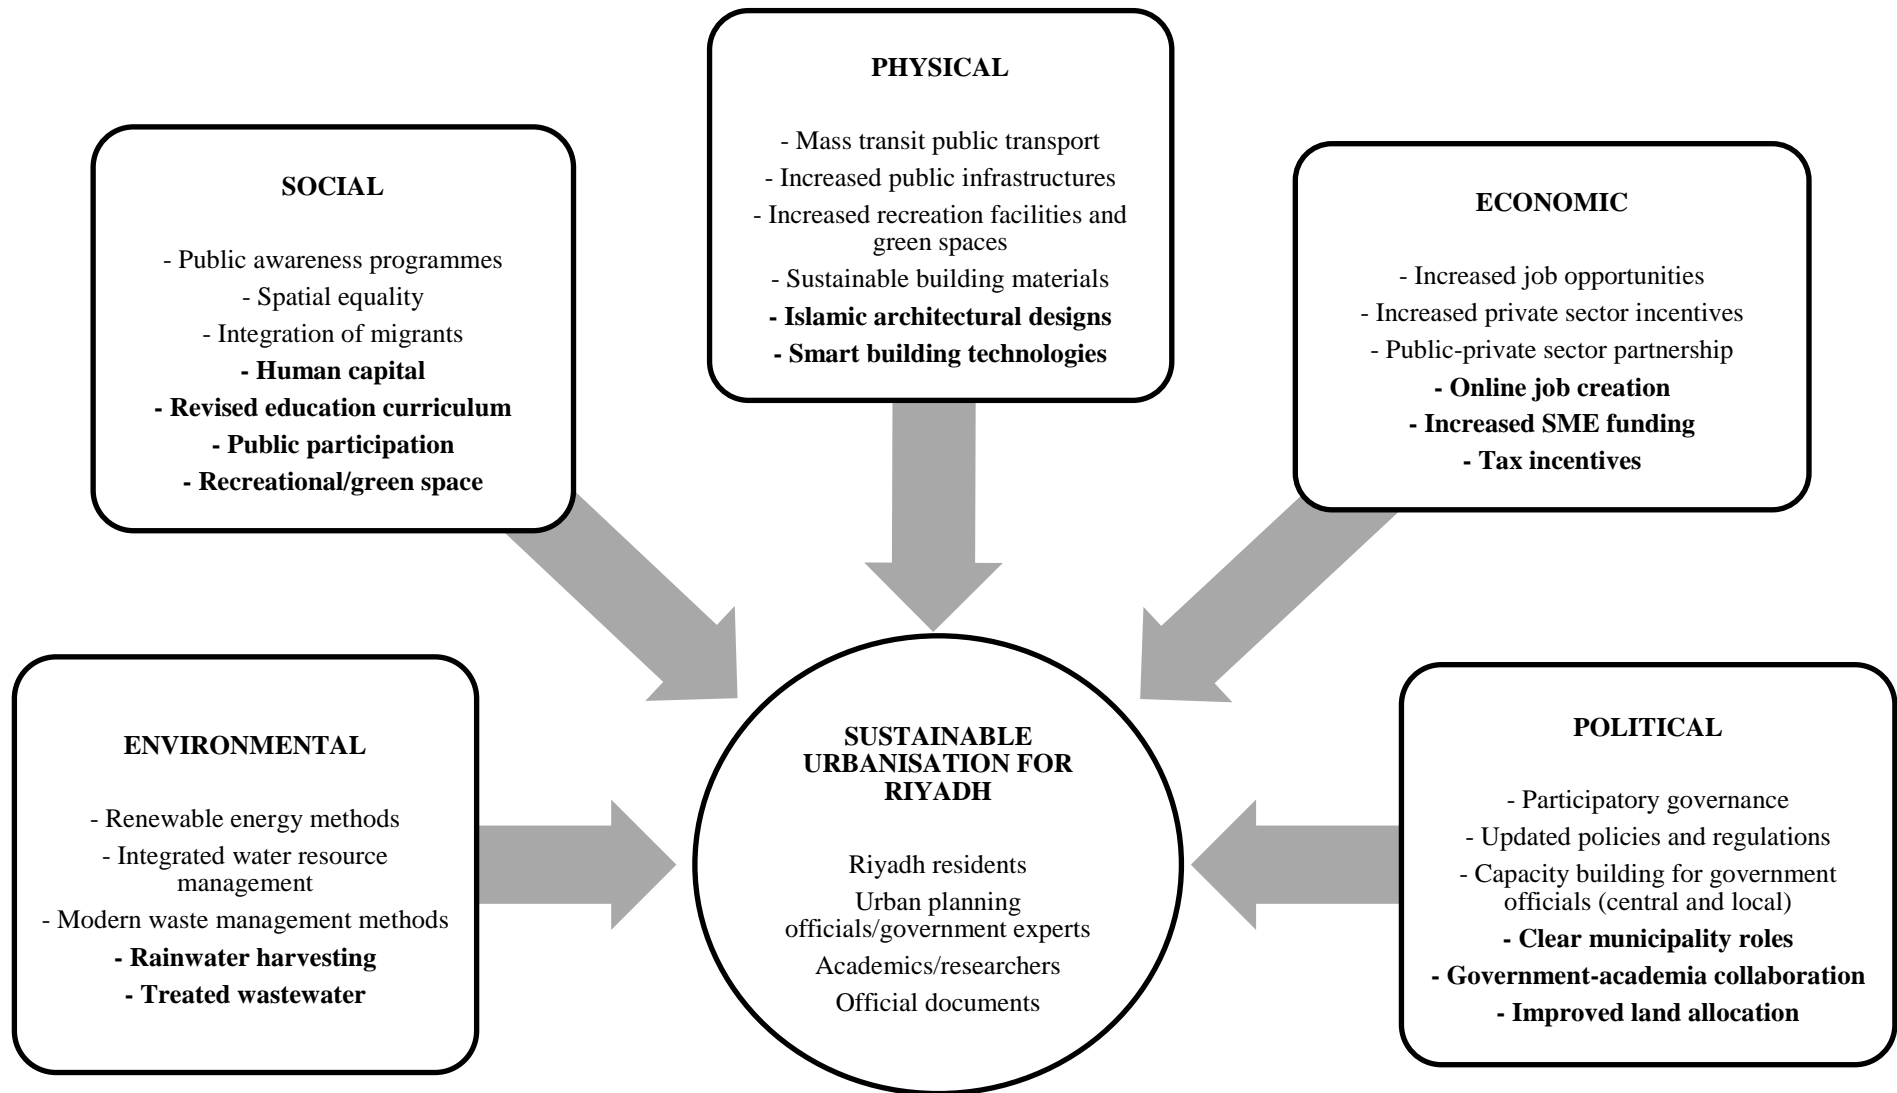 PHYSICAL
- Mass transit public transport
- Increased public infrastructures
- Increased recreation facilities and
green spaces
- Sustainable building materials
- Islamic architectural designs
- Smart building technologies
SOCIAL
- Public awareness programmes
- Spatial equality
- Integration of migrants
- Human capital
- Revised education curriculum
- Public participation
- Recreational/green space
ECONOMIC
- Increased job opportunities
- Increased private sector incentives
- Public-private sector partnership
- Online job creation
- Increased SME funding
- Tax incentives
ENVIRONMENTAL
- Renewable energy methods
- Integrated water resource
management
- Modern waste management methods
- Rainwater harvesting
- Treated wastewater
SUSTAINABLE
URBANISATION FOR
RIYADH
Riyadh residents
Urban planning
officials/government experts
Academics/researchers
Official documents
POLITICAL
- Participatory governance
- Updated policies and regulations
- Capacity building for government
officials (central and local)
- Clear municipality roles
- Government-academia collaboration
- Improved land allocation